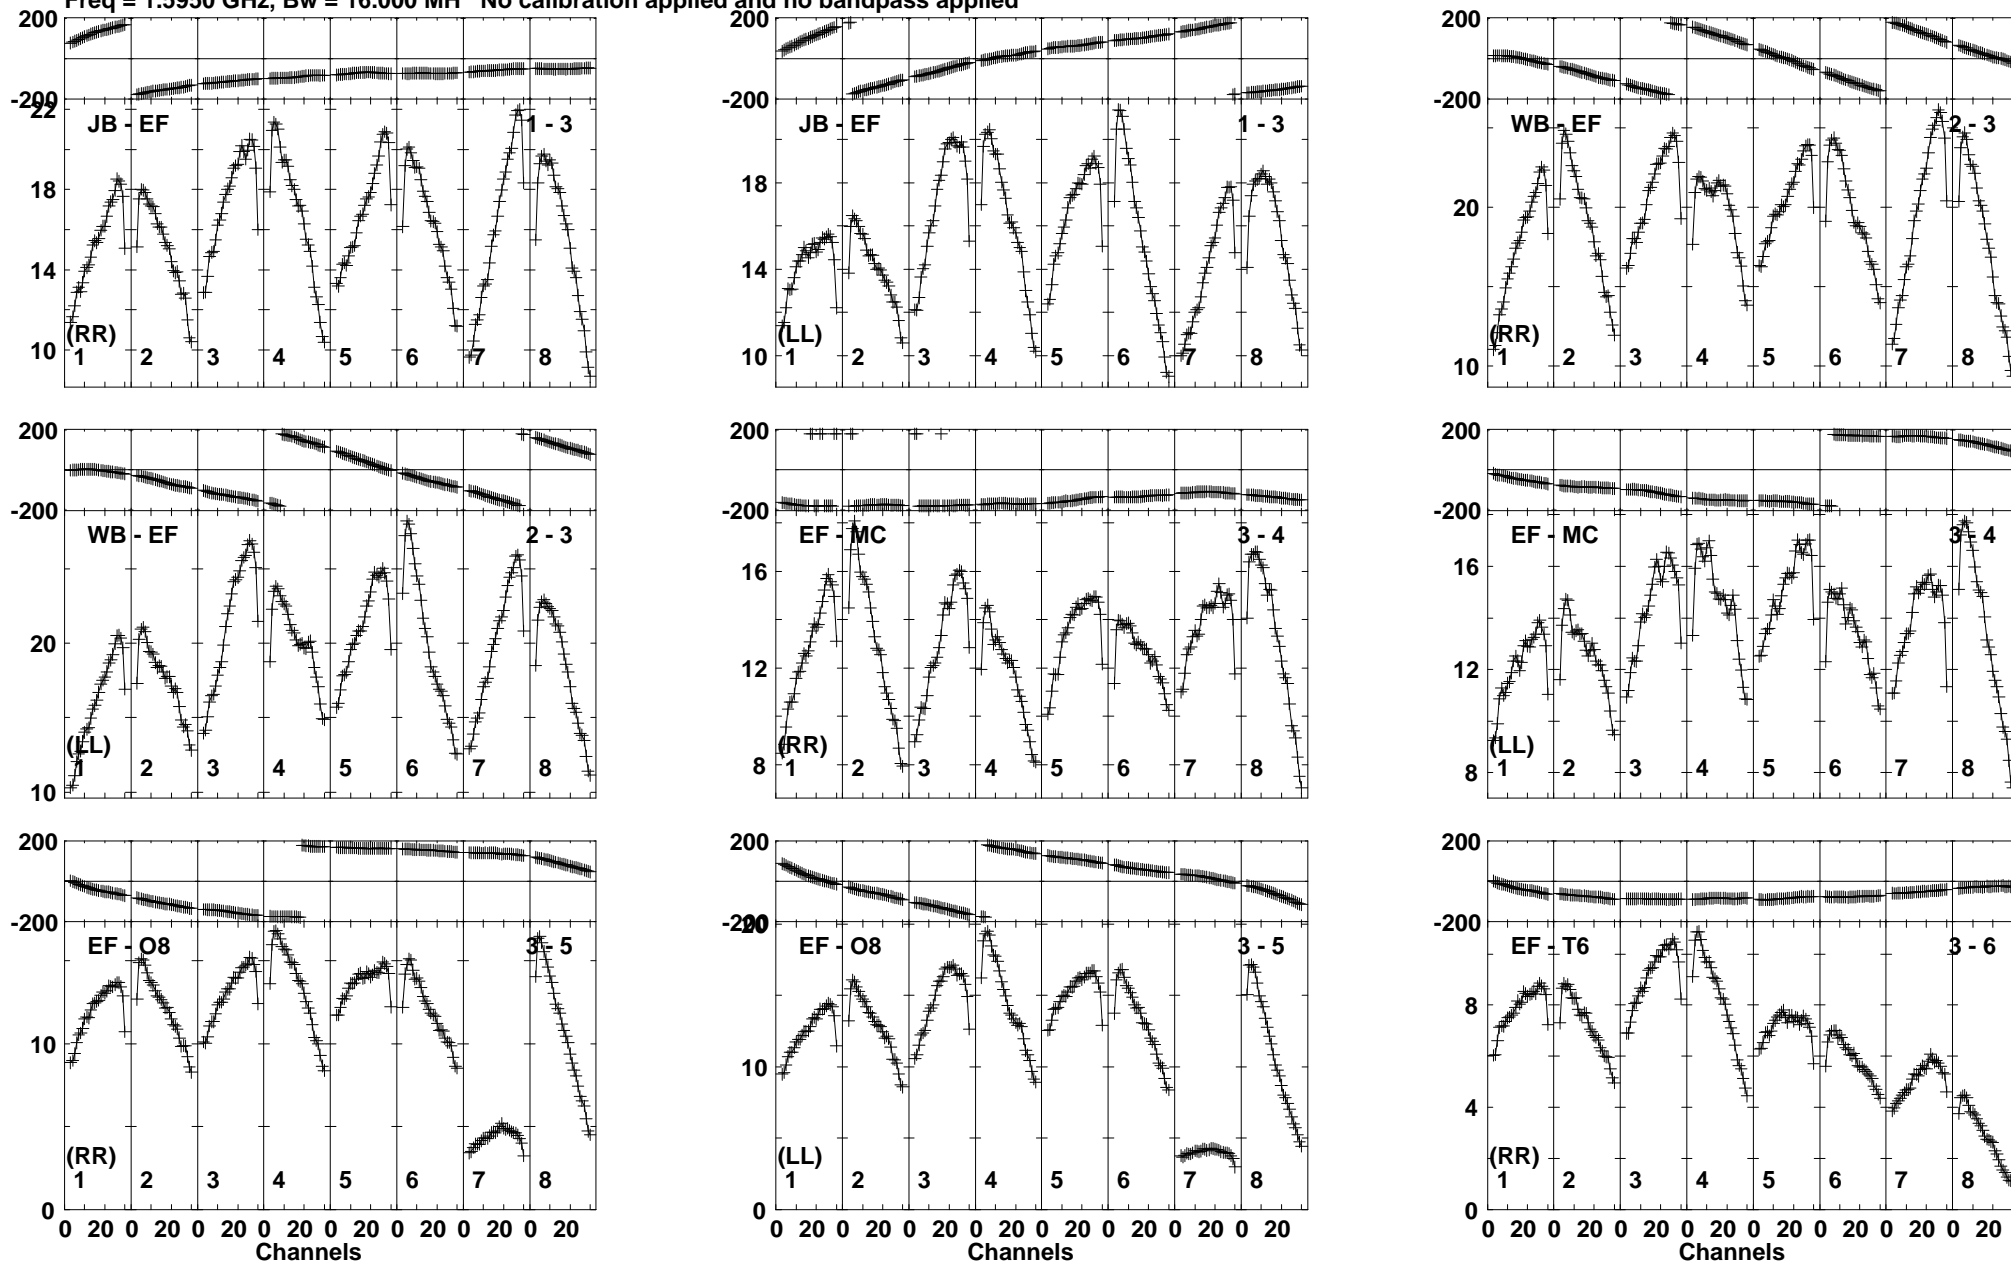 Freq = 1.5950 GHz, Bw = 16.000 MH No calibration applied and no bandpass applied
200 200 200
-200 -200 -200
22
JB - EF 1 - 3 JB - EF 1 - 3 WB - EF 2 - 3
18 18 20
14 14
(RR) (LL) (RR)
10 1 2 3 4 5 6 7 8 10 1 2 3 4 5 6 7 8 10 1 2 3 4 5 6 7 8
200 200 200
-200 -200 -200
WB - EF 2 - 3 EF - MC 3 - 4 EF - MC 3 - 4
16 16
20 12 12
(LL) (RR) (LL)
10 1 2 3 4 5 6 7 8 8 1 2 3 4 5 6 7 8 8 1 2 3 4 5 6 7 8
200 200 200
-200 -200 -200
20
EF - O8 3 - 5 EF - O8 3 - 5 EF - T6 3 - 6
8
10 10
4
(RR) (LL) (RR)
1 2 3 4 5 6 7 8 1 2 3 4 5 6 7 8 1 2 3 4 5 6 7 8
0 0 0
0 20 0 20 0 20 0 20 0 20 0 20 0 20 0 20 0 20 0 20 0 20 0 20 0 20 0 20 0 20 0 20 0 20 0 20 0 20 0 20 0 20 0 20 0 20 0 20
Channels Channels Channels